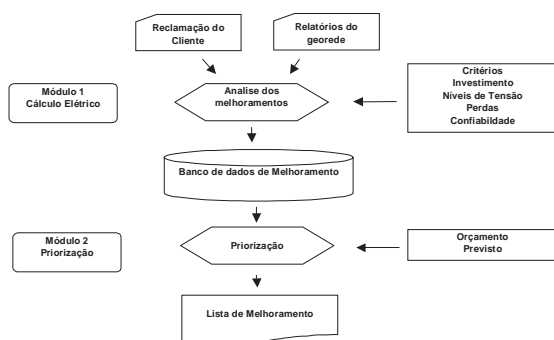 Reclamação do
Cliente
Relatórios do
georede
Módulo 1
Cálculo Elétrico
Analise dos
melhoramentos
Critérios
Investimento
Níveis de Tensão
Perdas
Confiabildade
Banco de dados de Melhoramento
Módulo 2
Priorização
Priorização
Orçamento
Previsto
Lista de Melhoramento